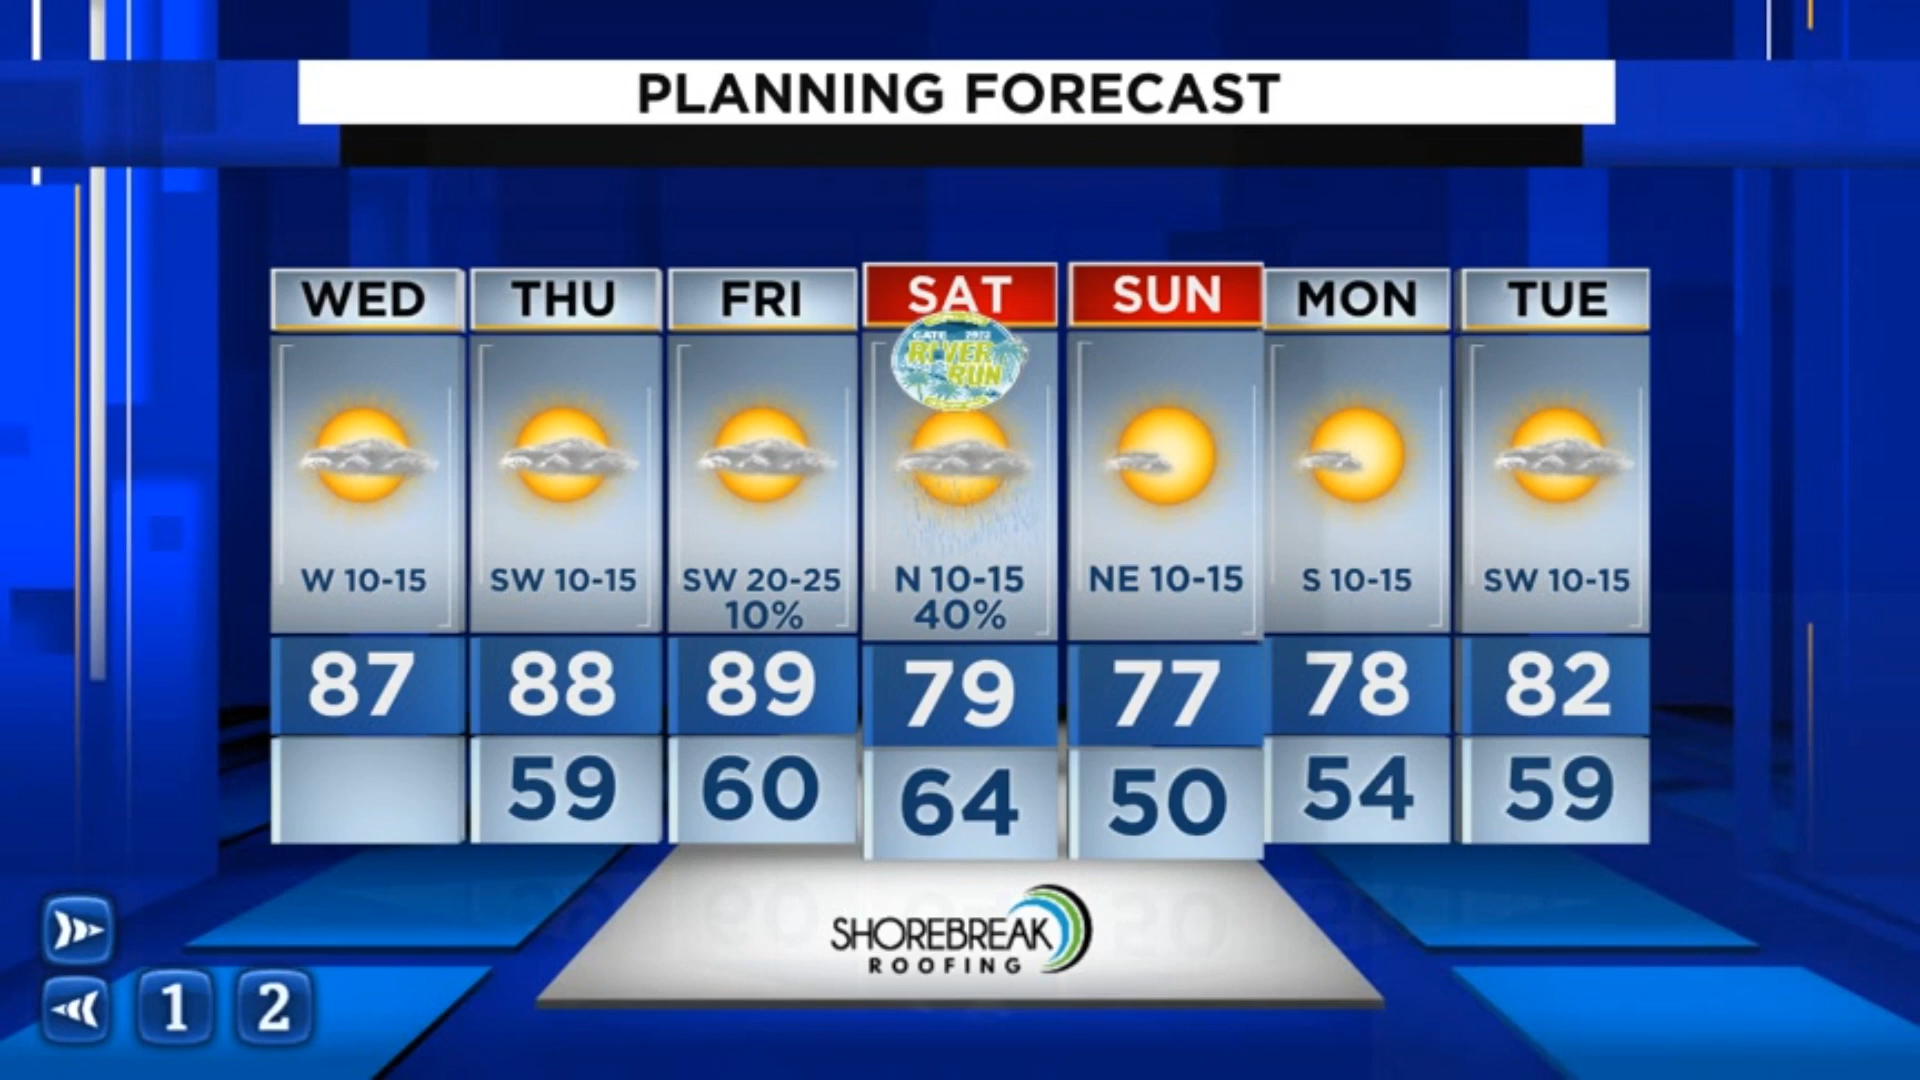 PLANNING FORECAST
WED THU FRI SAT SUN MON TUE
GATE
RIVER
RUN
W 10-15 SW 10-15 SW 20-25 N 10-15 NE 10-15 S 10-15 SW 10-15
10% 40%
87 88 89 79 77 78 82
59 60 64 50 54 59
SHOREBREAK
ROOFING
1 2